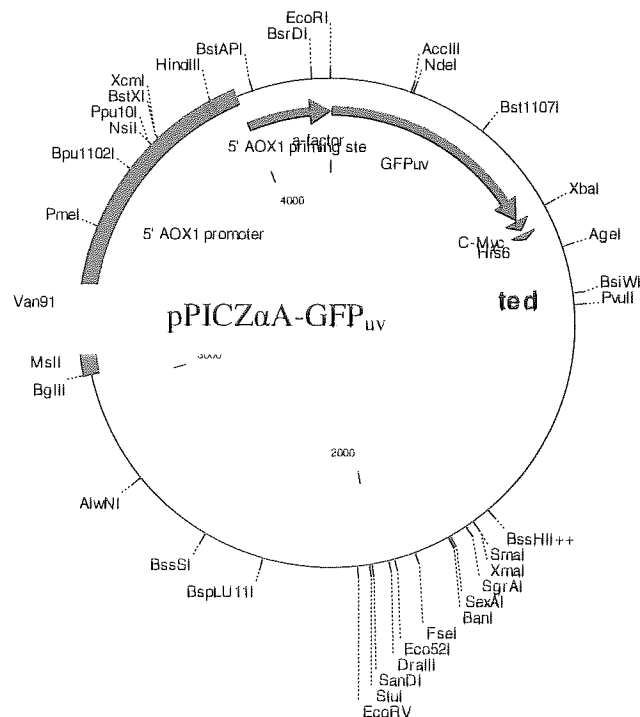 EcoRI
BsrDI
BstAPI
AccIII
NdeI
HindIII
XcmI
BstXI
Ppu10I
NsiI
Bst1107I
Bpu1102I
a-factor
5' AOX1 priming site
GFPuv
4000
XbaI
PmeI
AgeI
C-Myc
His6
5' AOX1 promoter
BsiWI
PvuII
Van91
ted
pPICZαA-GFPuv
MslI
3000
BglII
2000
AlwNI
BssSI
BspLU11I
BssHII++
SmaI
XmaI
SgrAI
SexAI
BanI
FseI
Eco52I
DraIII
SanDI
StuI
EcoRV